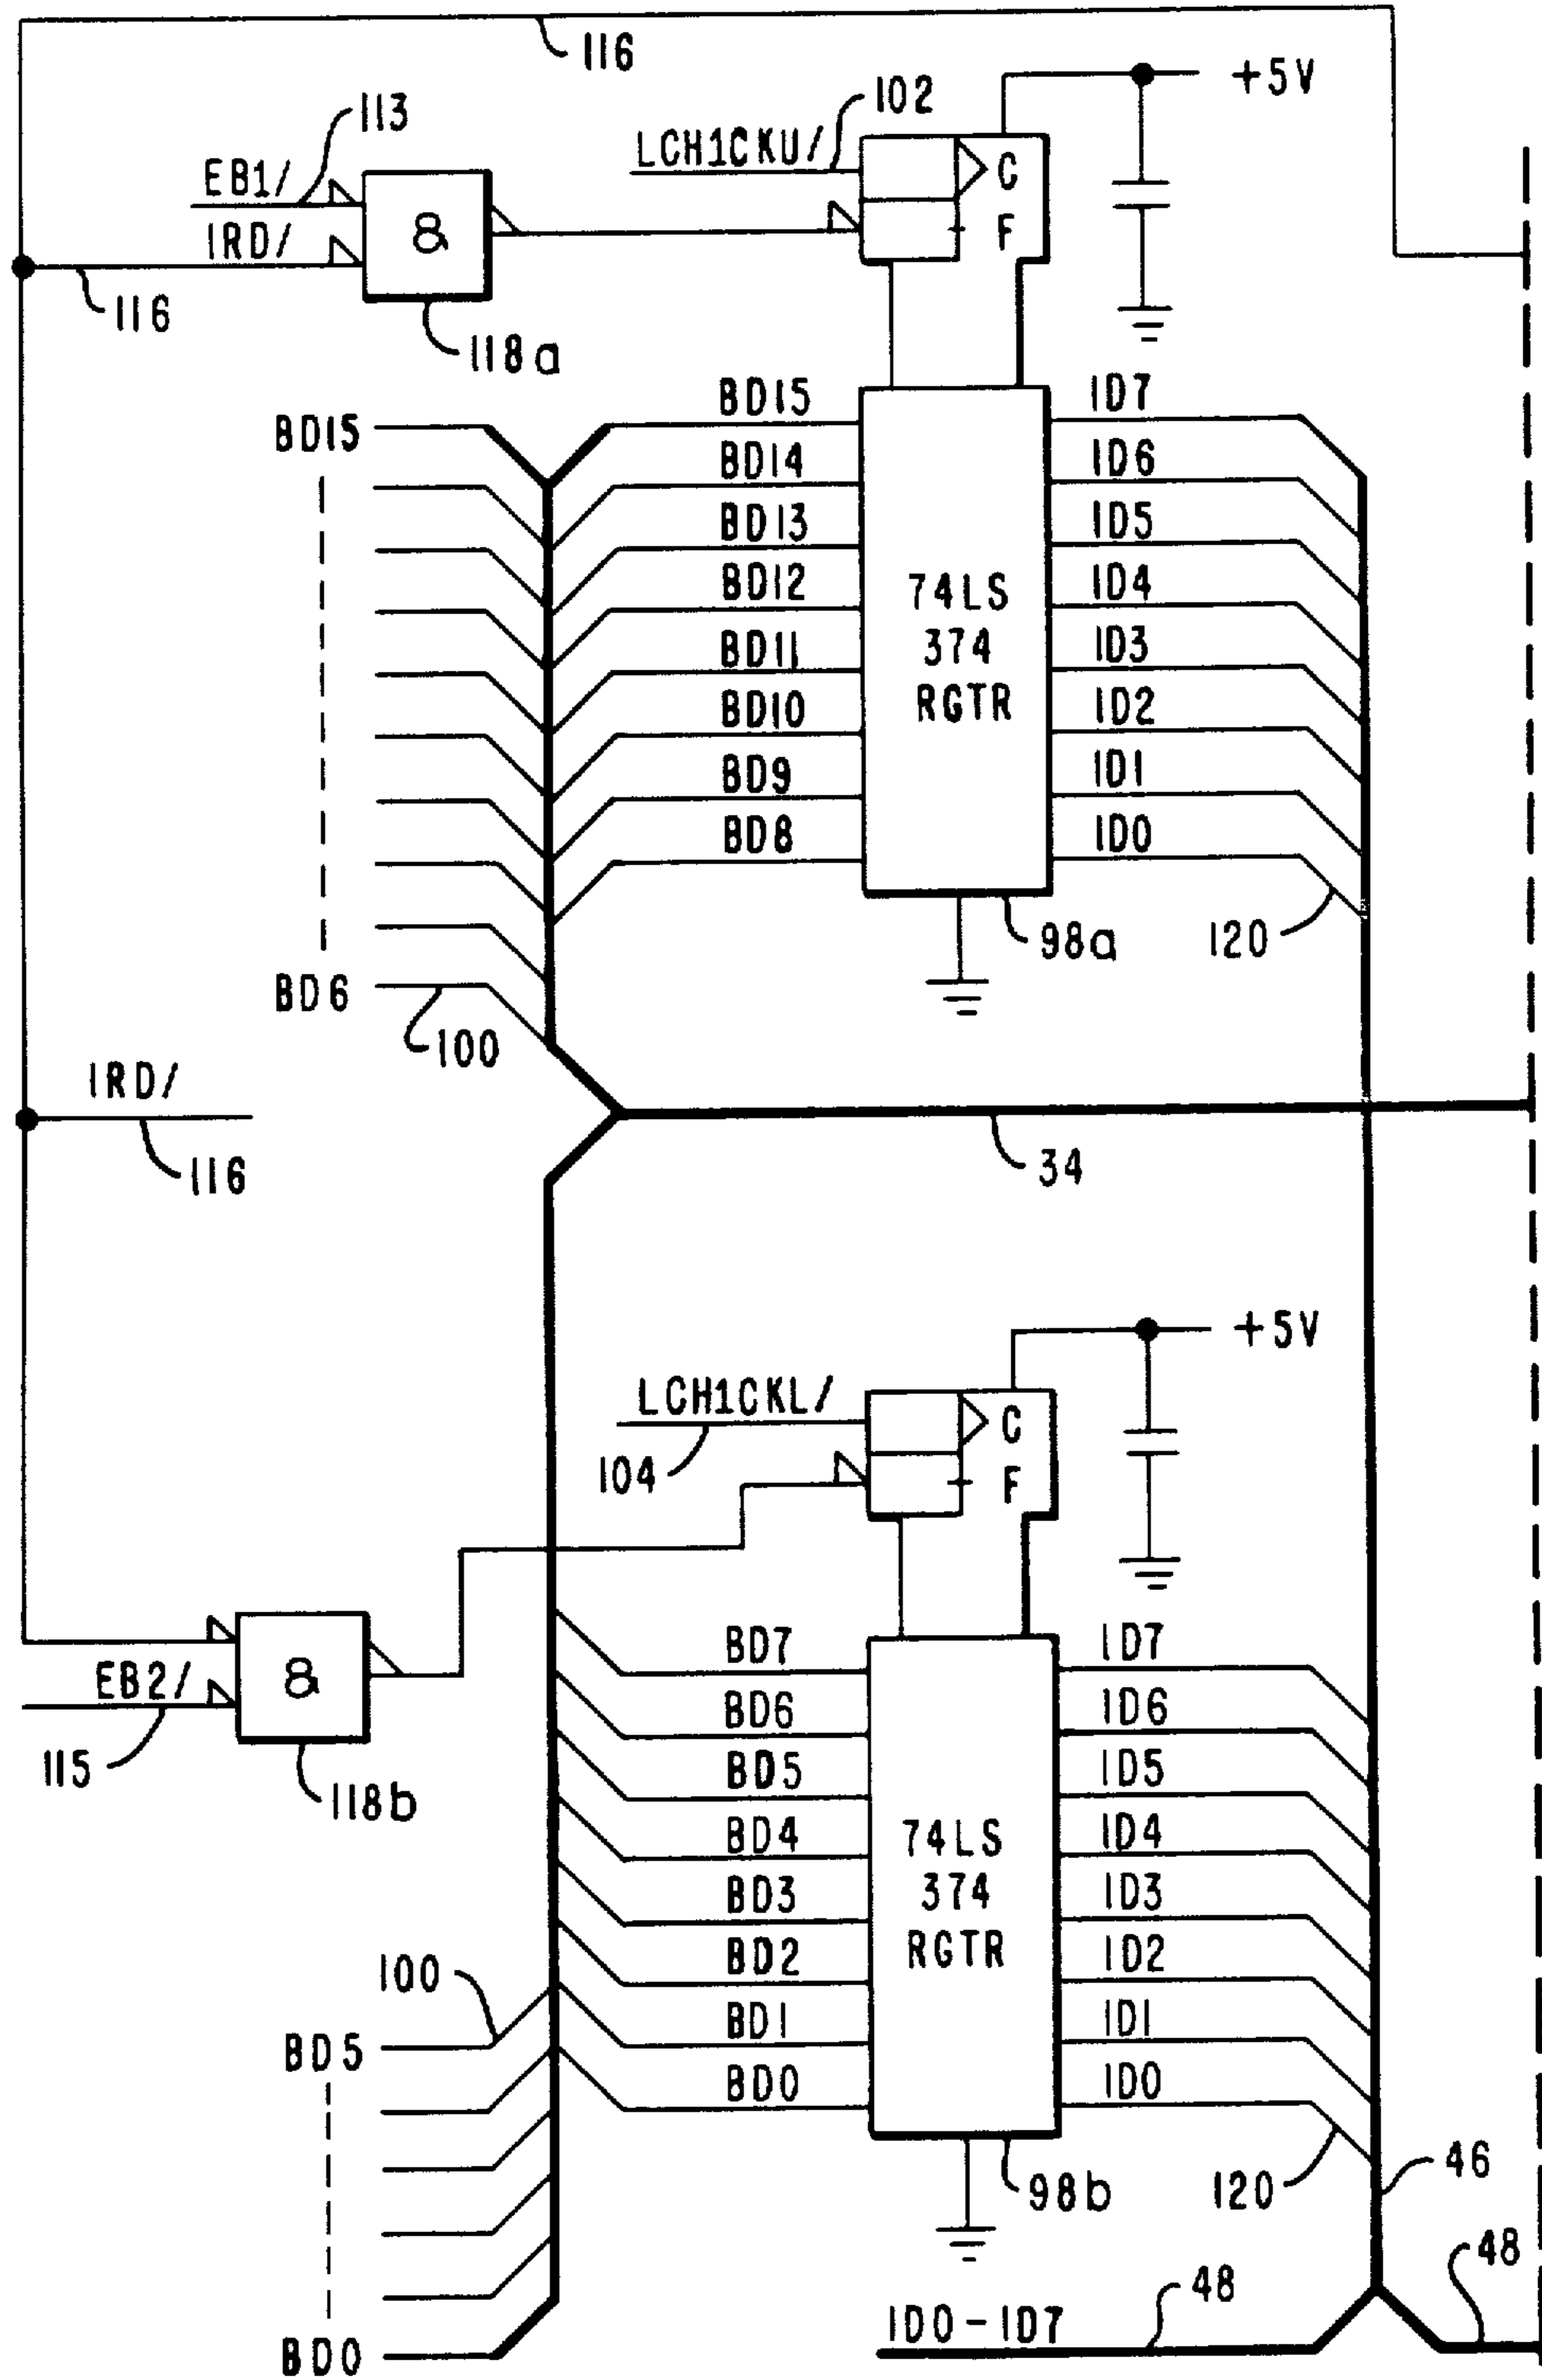 116
+5V
102
113
LCH1CKU/
C
EB1/
&
F
IRD/
116
118a
BD15
BD15
ID7
BD14
ID6
BD13
ID5
BD12
74LS
ID4
BD11
374
ID3
BD10
RGTR
ID2
BD9
ID1
BD8
ID0
98a
120
BD6
100
IRD/
116
34
+5V
LCH1CKL/
C
104
F
EB2/
&
115
118b
BD7
ID7
BD6
ID6
BD5
ID5
BD4
74LS
ID4
BD3
374
ID3
BD2
RGTR
ID2
100
BD1
ID1
BD5
BD0
ID0
98b
120
46
48
48
ID0-ID7
BD0